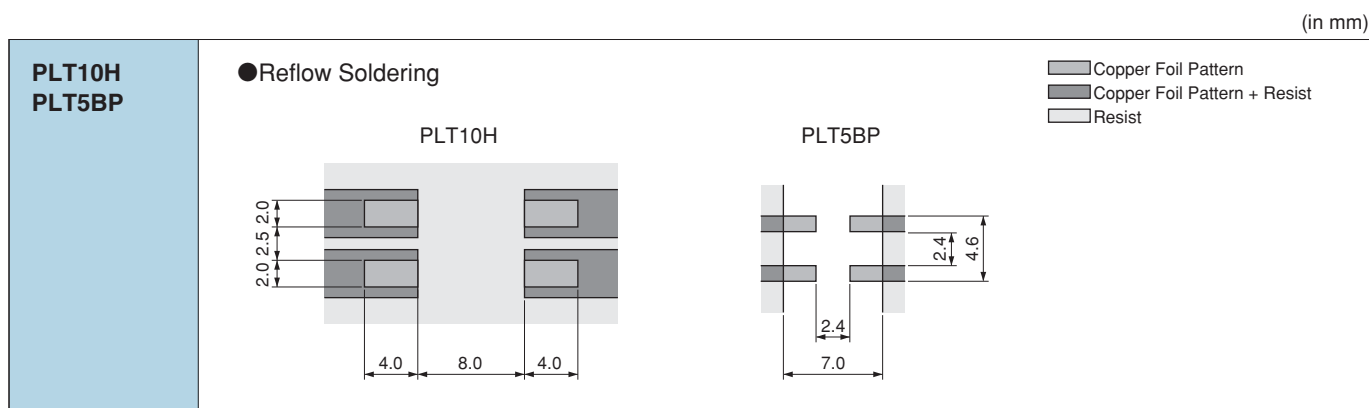 (in mm)
PLT10H
PLT5BP
●Reflow Soldering
Copper Foil Pattern
Copper Foil Pattern + Resist
Resist
PLT10H
PLT5BP
2.0
2.5
2.0
4.0
8.0
4.0
2.4
4.6
2.4
7.0